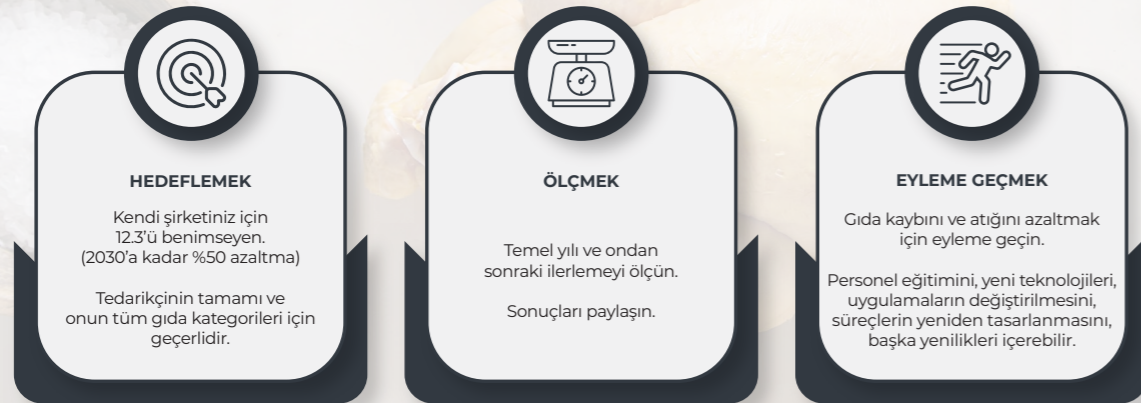 HEDEFLEMEK
Kendi şirketiniz için
12.3’ü benimseyen.
(2030’a kadar %50 azaltma)
Tedarikçinin tamamı ve
onun tüm gıda kategorileri için
geçerlidir.
ÖLÇMEK
Temel yılı ve ondan
sonraki ilerlemeyi ölçün.
Sonuçları paylaşın.
EYLEME GEÇMEK
Gıda kaybını ve atığını azaltmak
için eyleme geçin.
Personel eğitimini, yeni teknolojileri,
uygulamaların değiştirilmesini,
süreçlerin yeniden tasarlanmasını,
başka yenilikleri içerebilir.